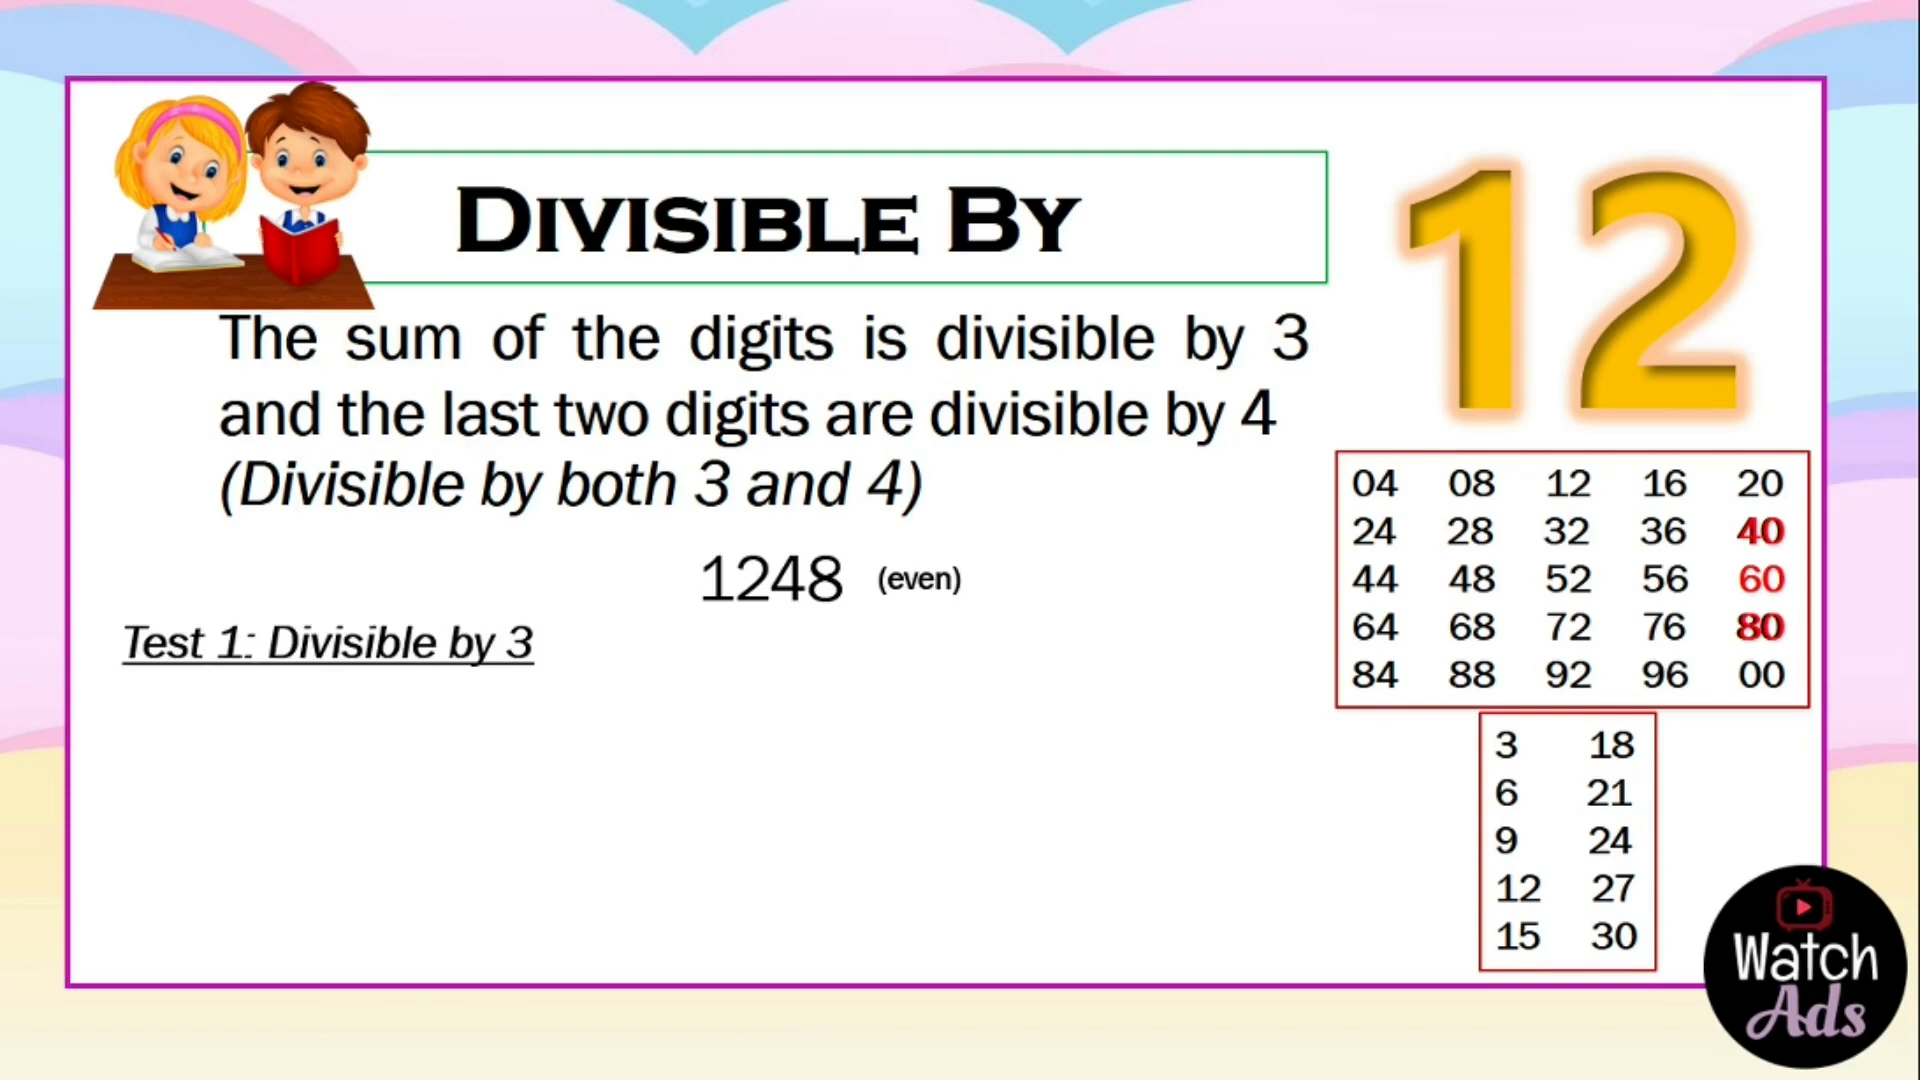 DIVISIBLE BY
12
The sum of the digits is divisible by 3
and the last two digits are divisible by 4
(Divisible by both 3 and 4)
1248 (even)
Test 1: Divisible by 3
04 08 12 16 20
24 28 32 36 40
44 48 52 56 60
64 68 72 76 80
84 88 92 96 00
3 18
6 21
9 24
12 27
15 30
Watch
Ads